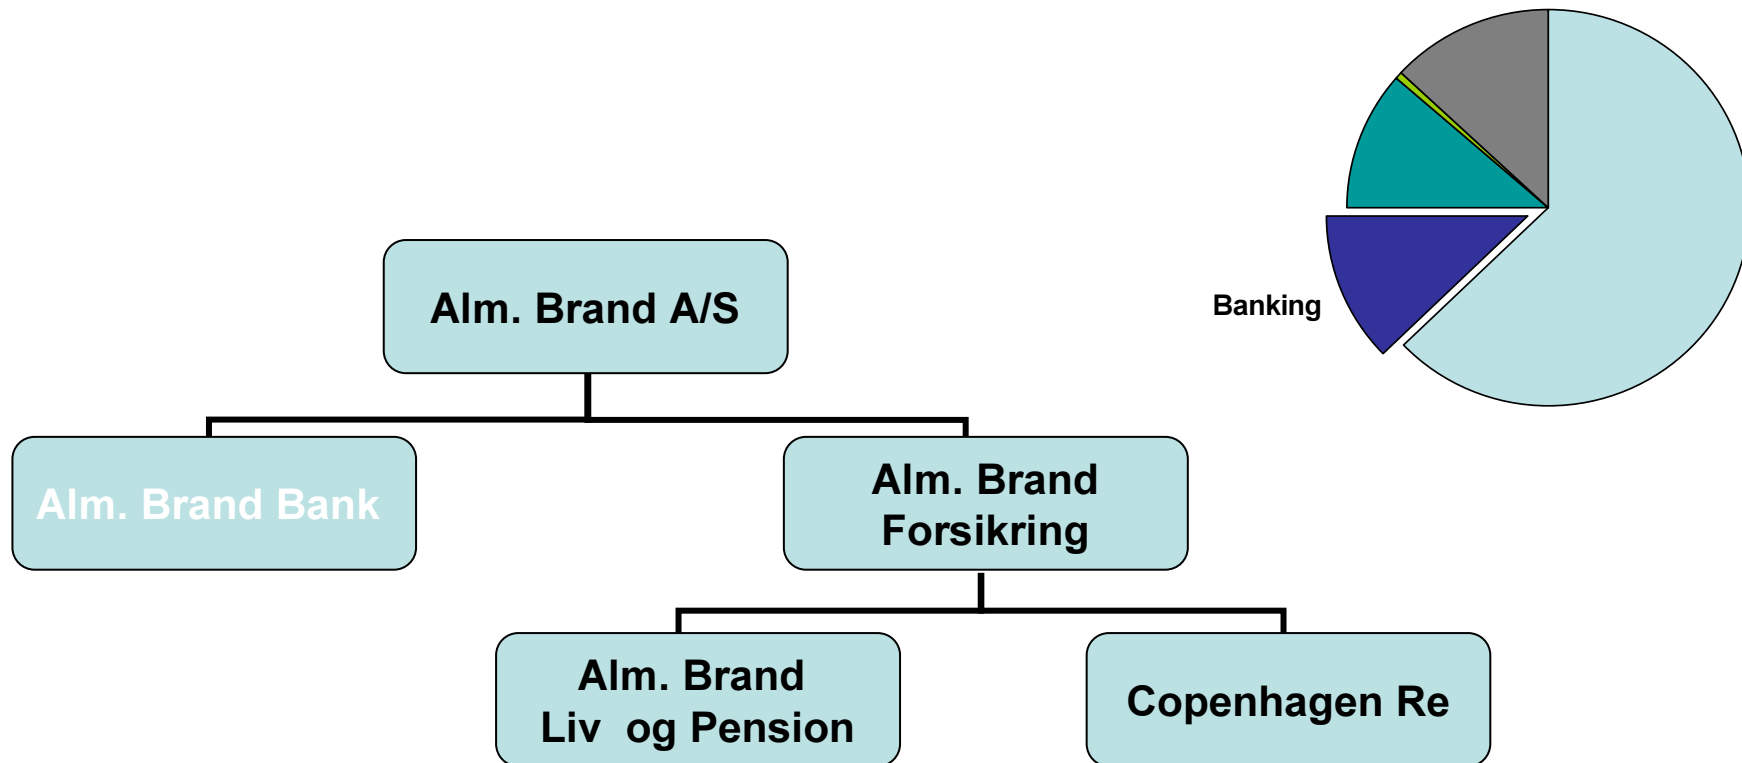 Banking
Alm. Brand A/S
Alm. Brand Bank
Alm. Brand
Forsikring
Alm. Brand
Liv og Pension
Copenhagen Re